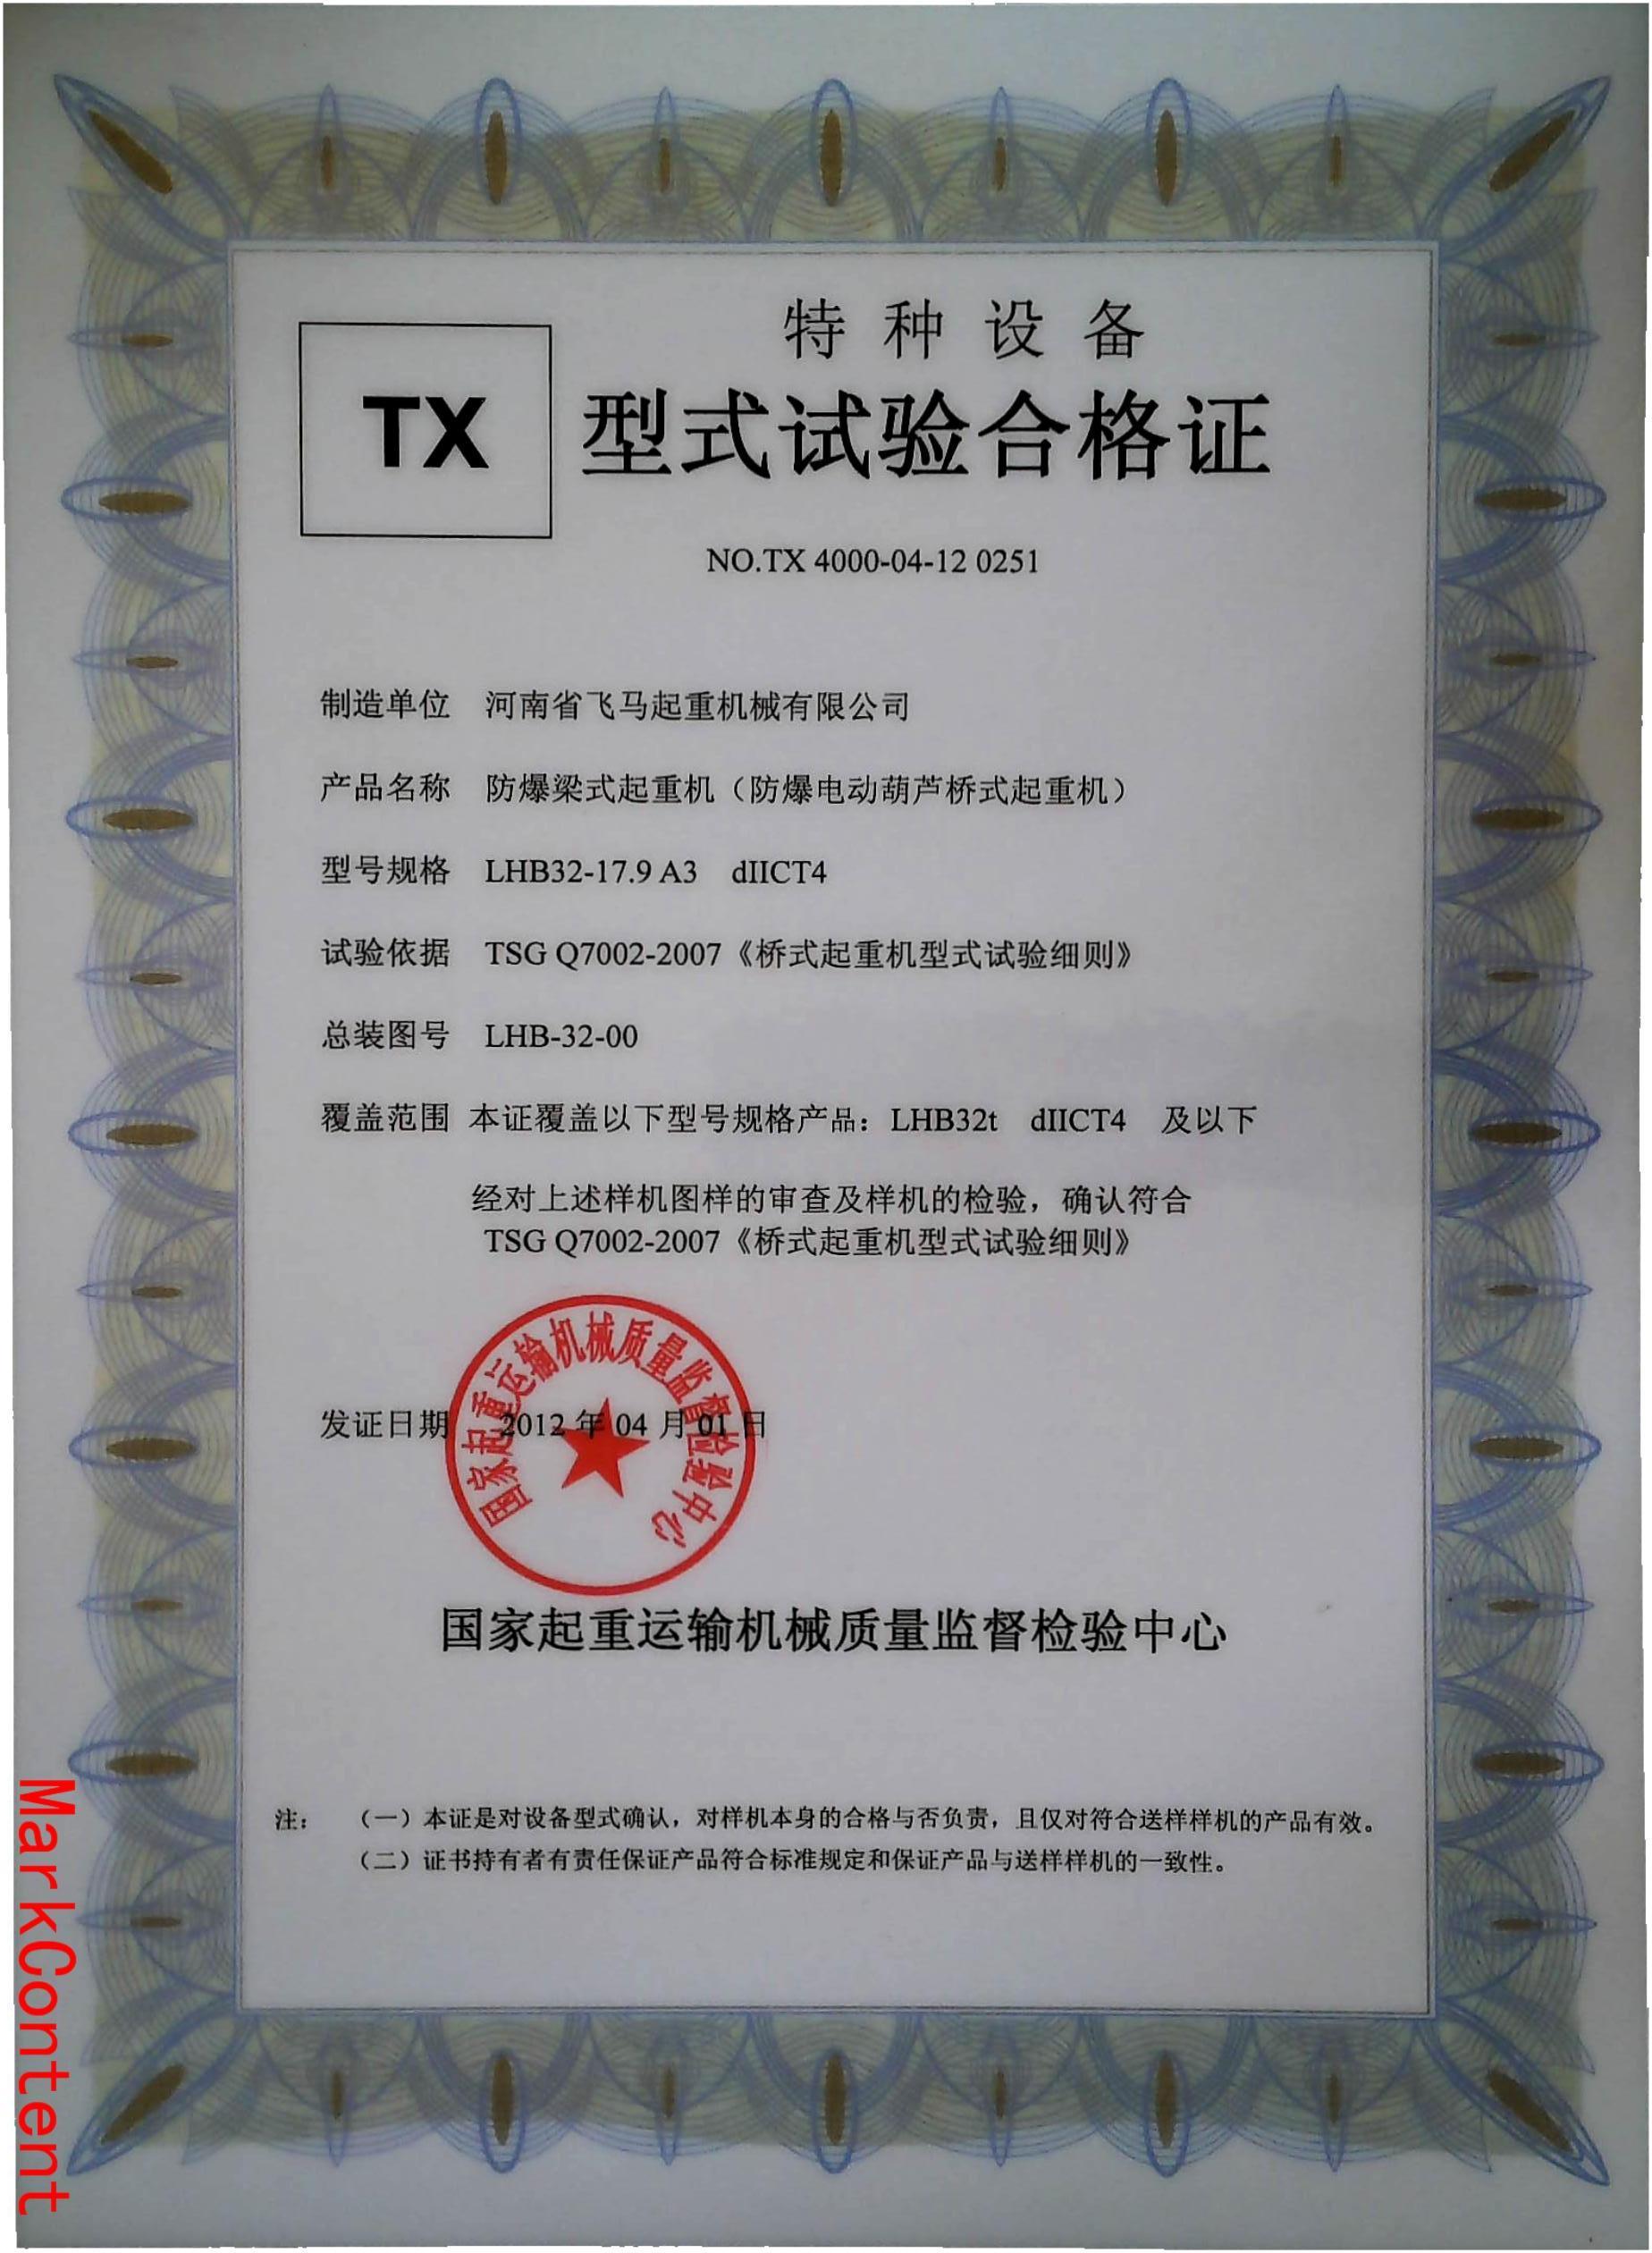 特种设备
TX
型式试验合格证
NO.TX 4000-04-12 0251
制造单位 河南省飞马起重机械有限公司
产品名称 防爆梁式起重机（防爆电动葫芦桥式起重机）
型号规格 LHB32-17.9 A3 dIICT4
试验依据 TSG Q7002-2007《桥式起重机型式试验细则》
总装图号 LHB-32-00
覆盖范围 本证覆盖以下型号规格产品：LHB32t dIICT4 及以下
经对上述样机图样的审查及样机的检验，确认符合
TSG Q7002-2007《桥式起重机型式试验细则》
国家起重运输机械质量监督检验中心
发证日期 2012 年 04 月 01 日
国家起重运输机械质量监督检验中心
注： （一）本证是对设备型式确认，对样机本身的合格与否负责，且仅对符合送样样机的产品有效。
（二）证书持有者有责任保证产品符合标准规定和保证产品与送样样机的一致性。
MarkContent